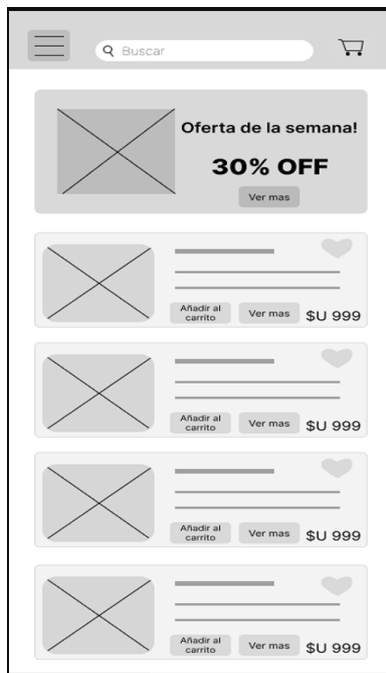 Buscar
Oferta de la semana!
30% OFF
Ver mas
Añadir al
carrito
Ver mas
$U 999
Añadir al
carrito
Ver mas
$U 999
Añadir al
carrito
Ver mas
$U 999
Añadir al
carrito
Ver mas
$U 999